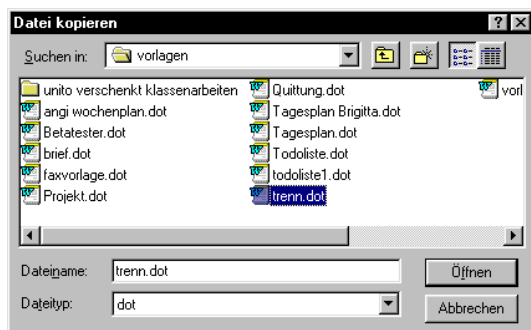 Datei kopieren
Suchen in: vorlagen
unito verschenkt klassenarbeiten
angi wochenplan.dot
Betatester.dot
brief.dot
faxvorlage.dot
Projekt.dot
Quittung.dot
Tagesplan Brigitta.dot
Tagesplan.dot
Todoliste.dot
todoliste1.dot
trenn.dot
vorl
Dateiname: trenn.dot
Öffnen
Dateityp: dot
Abbrechen